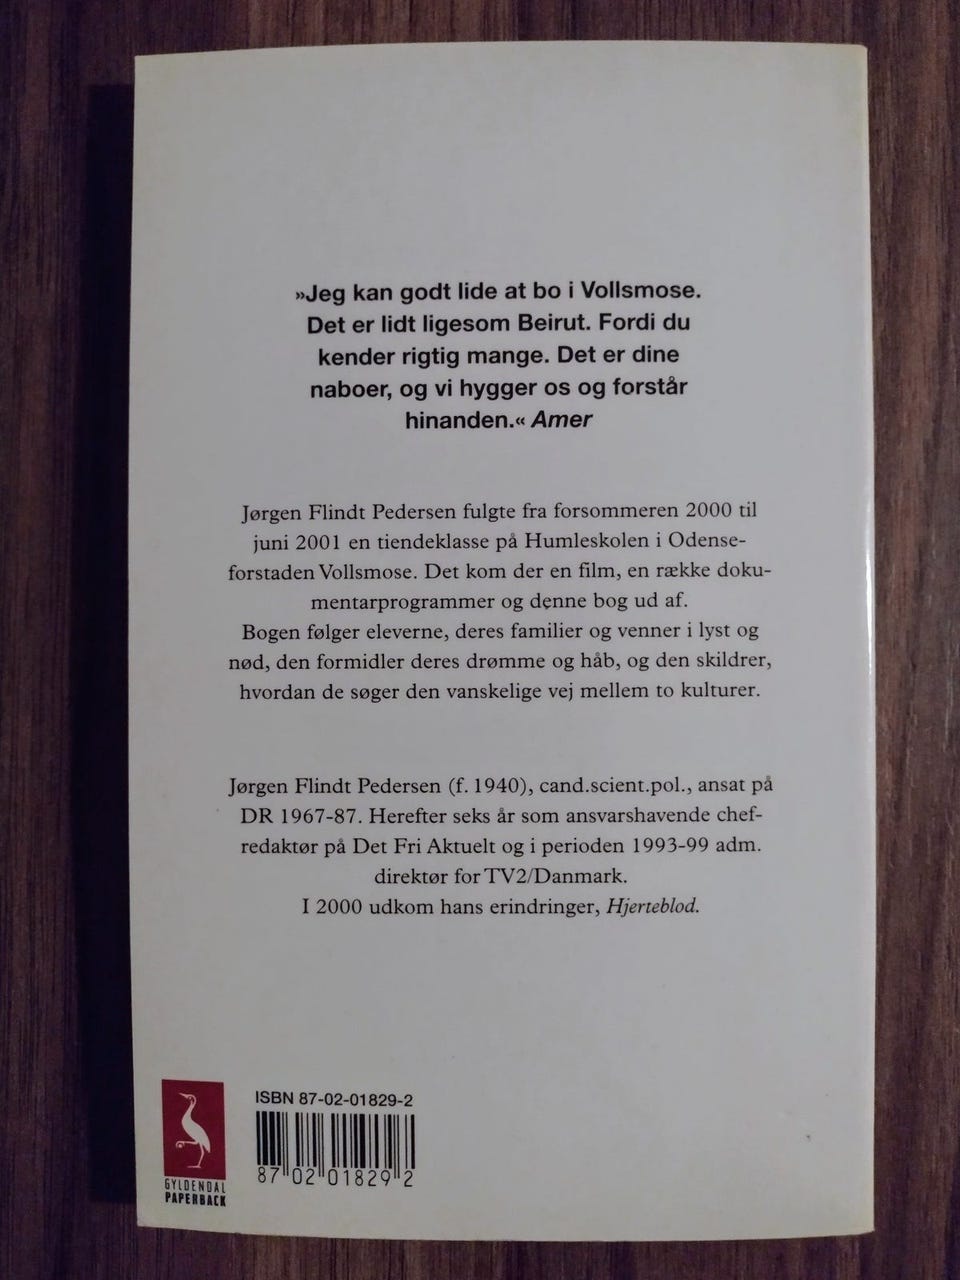 »Jeg kan godt lide at bo i Vollsmose.
Det er lidt ligesom Beirut. Fordi du
kender rigtig mange. Det er dine
naboer, og vi hygger os og forstår
hinanden.« Amer
Jørgen Flindt Pedersen fulgte fra forsommeren 2000 til
juni 2001 en tiendeklasse på Humleskolen i Odense-
forstaden Vollsmose. Det kom der en film, en række doku-
mentarprogrammer og denne bog ud af.
Bogen følger eleverne, deres familier og venner i lyst og
nød, den formidler deres drømme og håb, og den skildrer,
hvordan de søger den vanskelige vej mellem to kulturer.
Jørgen Flindt Pedersen (f. 1940), cand.scient.pol., ansat på
DR 1967-87. Herefter seks år som ansvarshavende chef-
redaktør på Det Fri Aktuelt og i perioden 1993-99 adm.
direktør for TV2/Danmark.
I 2000 udkom hans erindringer, Hjerteblod.
GYLDENDAL
PAPERBACK
ISBN 87-02-01829-2
87 02 01829 2